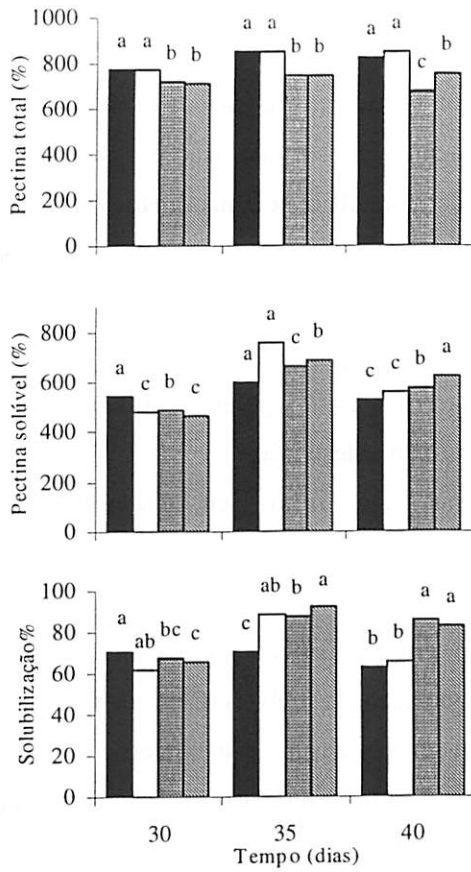 Pectina total (%)
1000
800
600
400
200
0
a a b b
a a b b
a a c b
Pectina solúvel (%)
800
600
400
200
0
a c b c
a a c b
c c b a
Solubilização%
100
80
60
40
20
0
a ab bc c
c ab b a
b b a a
30 35 40
Tempo (dias)